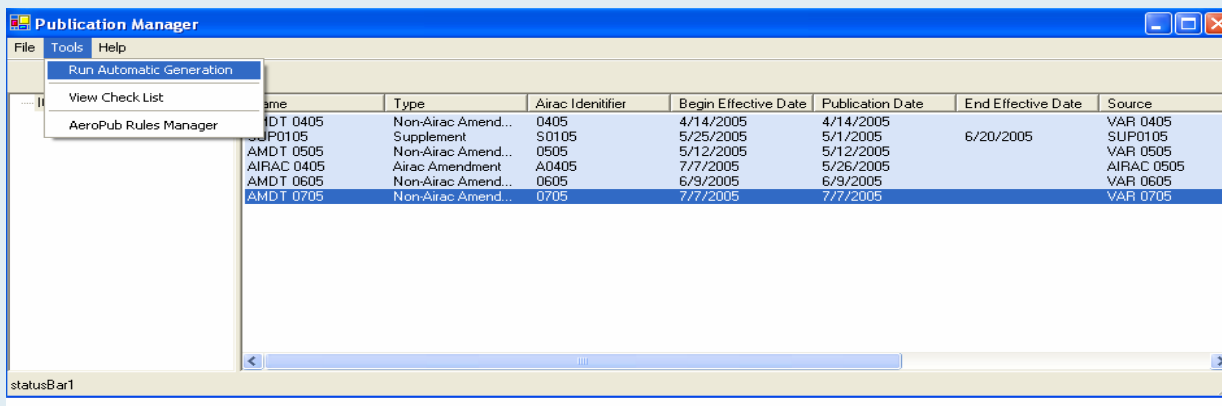 Publication Manager
File Tools Help
Run Automatic Generation
View Check List
AeroPub Rules Manager
ame Type Airac Idenitifier Begin Effective Date Publication Date End Effective Date Source
MDT 0405 Non-Airac Amend... 0405 4/14/2005 4/14/2005 VAR 0405
SUP0105 Supplement S0105 5/25/2005 5/1/2005 6/20/2005 SUP0105
AMDT 0505 Non-Airac Amend... 0505 5/12/2005 5/12/2005 VAR 0505
AIRAC 0405 Airac Amendment A0405 7/7/2005 5/26/2005 AIRAC 0505
AMDT 0605 Non-Airac Amend... 0605 6/9/2005 6/9/2005 VAR 0605
AMDT 0705 Non-Airac Amend... 0705 7/7/2005 7/7/2005 VAR 0705
statusBar1